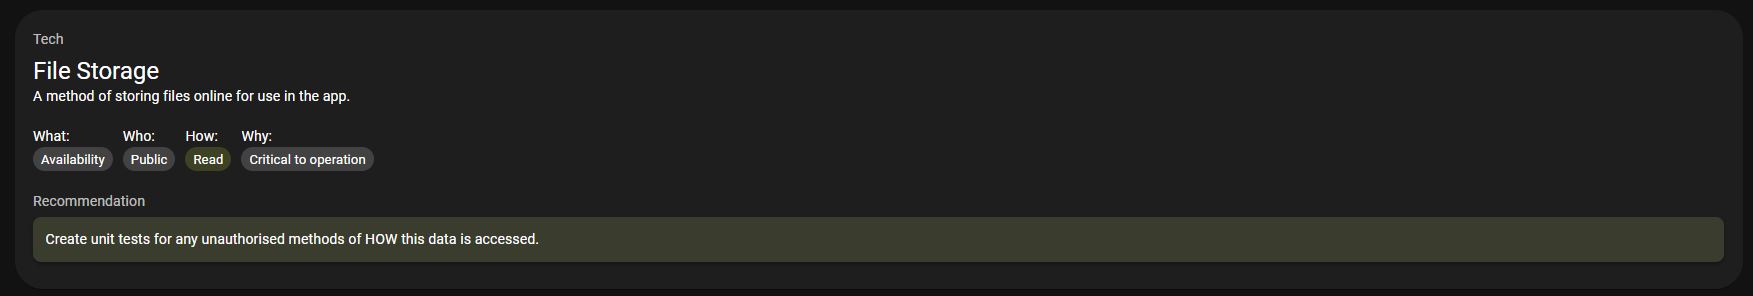 Tech
File Storage
A method of storing files online for use in the app.
What: Who: How: Why:
Availability Public Read Critical to operation
Recommendation
Create unit tests for any unauthorised methods of HOW this data is accessed.